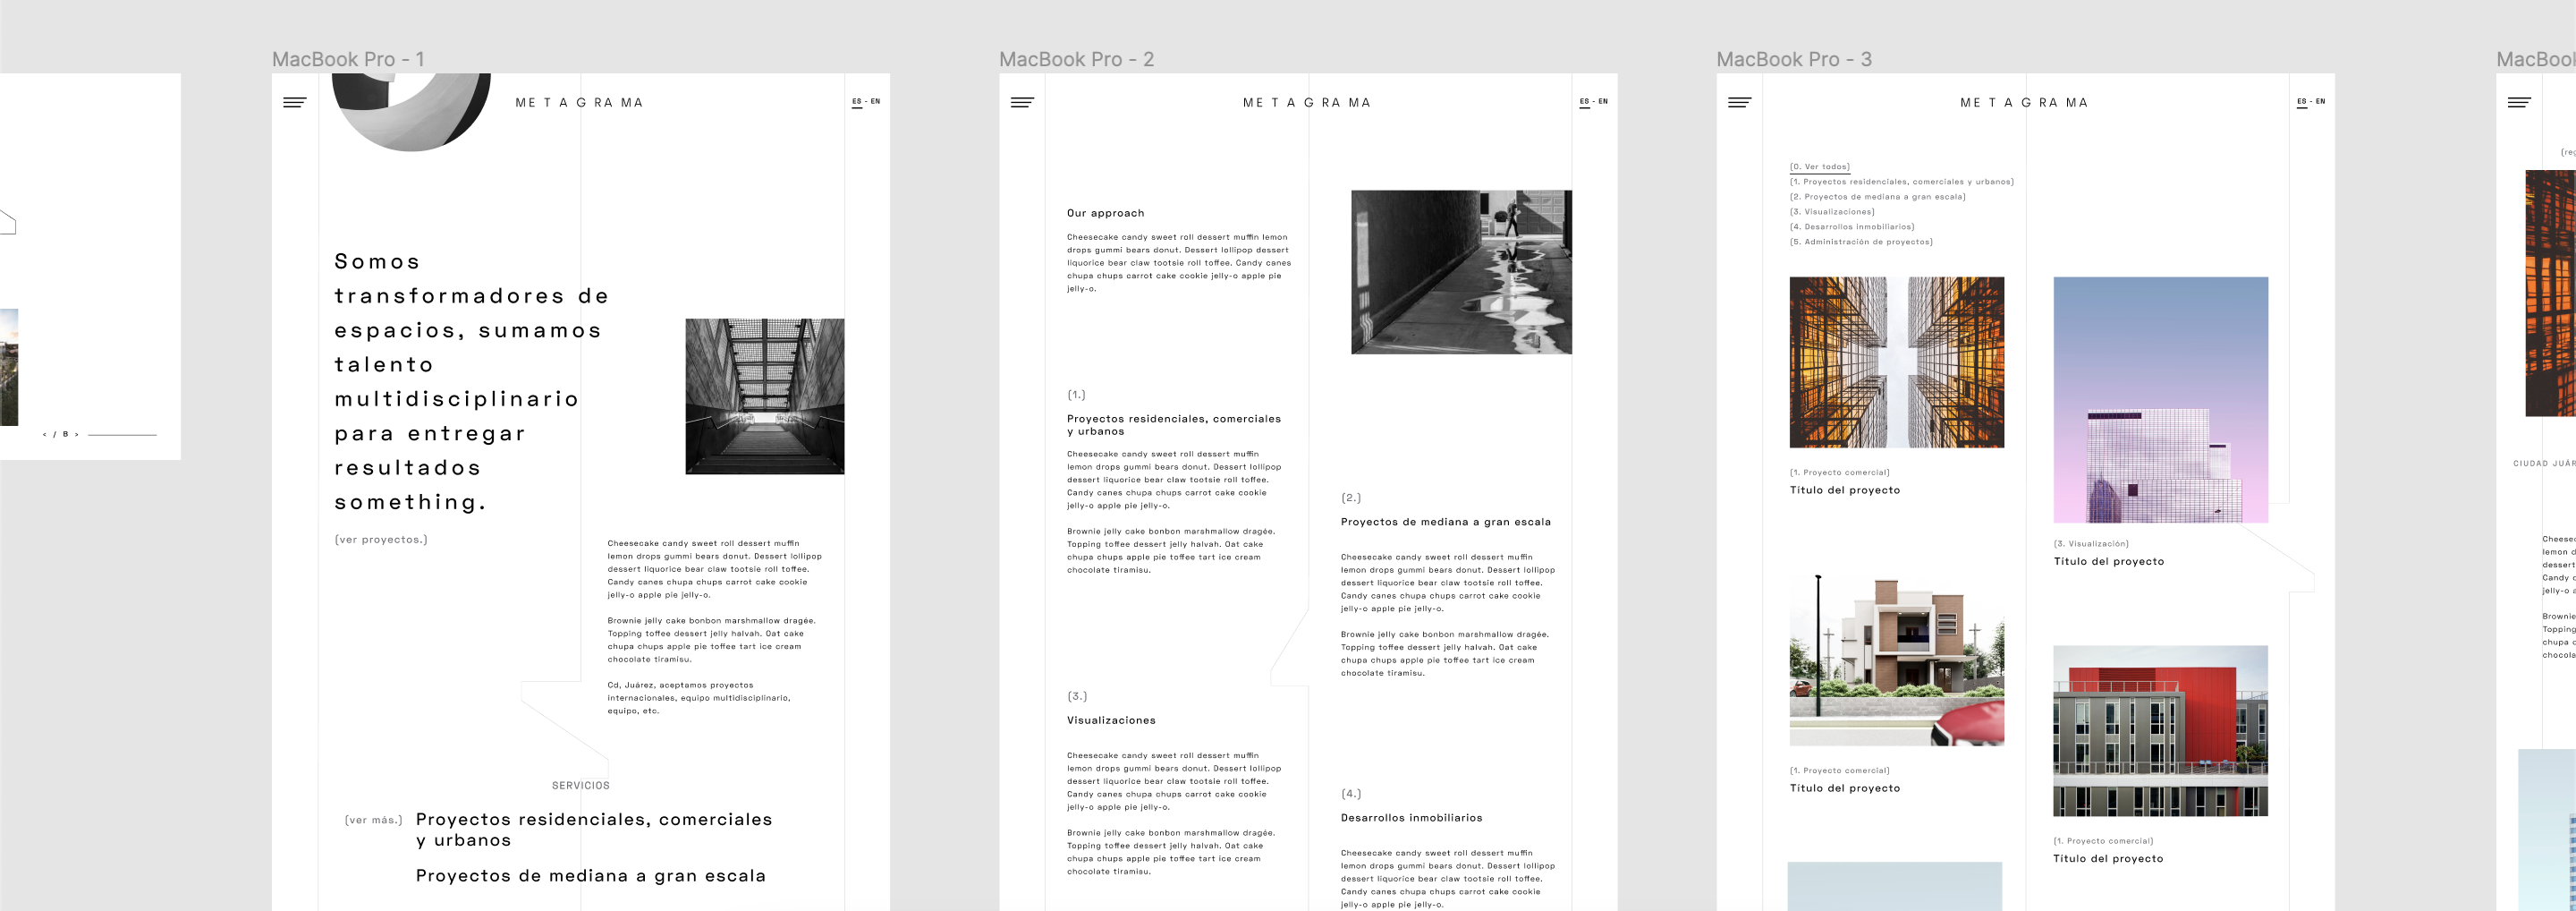 MacBook Pro - 1
MacBook Pro - 2
MacBook Pro - 3
MacBook
< / B >
METAGRAMA
ES - EN
Somos
transformadores de
espacios, sumamos
talento
multidisciplinario
para entregar
resultados
something.
(ver proyectos.)
Cheesecake candy sweet roll dessert muffin
lemon drops gummi bears donut. Dessert lollipop
dessert liquorice bear claw tootsie roll toffee.
Candy canes chupa chups carrot cake cookie
jelly-o apple pie jelly-o.
Brownie jelly cake bonbon marshmallow dragée.
Topping toffee dessert jelly halvah. Oat cake
chupa chups apple pie toffee tart ice cream
chocolate tiramisu.
Cd, Juárez, aceptamos proyectos
internacionales, equipo multidisciplinario,
equipo, etc.
SERVICIOS
(ver más.)
Proyectos residenciales, comerciales
y urbanos
Proyectos de mediana a gran escala
METAGRAMA
ES - EN
Our approach
Cheesecake candy sweet roll dessert muffin lemon
drops gummi bears donut. Dessert lollipop dessert
liquorice bear claw tootsie roll toffee. Candy canes
chupa chups carrot cake cookie jelly-o apple pie
jelly-o.
(1.)
Proyectos residenciales, comerciales
y urbanos
Cheesecake candy sweet roll dessert muffin
lemon drops gummi bears donut. Dessert lollipop
dessert liquorice bear claw tootsie roll toffee.
Candy canes chupa chups carrot cake cookie
jelly-o apple pie jelly-o.
Brownie jelly cake bonbon marshmallow dragée.
Topping toffee dessert jelly halvah. Oat cake
chupa chups apple pie toffee tart ice cream
chocolate tiramisu.
(2.)
Proyectos de mediana a gran escala
Cheesecake candy sweet roll dessert muffin
lemon drops gummi bears donut. Dessert lollipop
dessert liquorice bear claw tootsie roll toffee.
Candy canes chupa chups carrot cake cookie
jelly-o apple pie jelly-o.
Brownie jelly cake bonbon marshmallow dragée.
Topping toffee dessert jelly halvah. Oat cake
chupa chups apple pie toffee tart ice cream
chocolate tiramisu.
(3.)
Visualizaciones
Cheesecake candy sweet roll dessert muffin
lemon drops gummi bears donut. Dessert lollipop
dessert liquorice bear claw tootsie roll toffee.
Candy canes chupa chups carrot cake cookie
jelly-o apple pie jelly-o.
Brownie jelly cake bonbon marshmallow dragée.
Topping toffee dessert jelly halvah. Oat cake
chupa chups apple pie toffee tart ice cream
chocolate tiramisu.
(4.)
Desarrollos inmobiliarios
Cheesecake candy sweet roll dessert muffin
lemon drops gummi bears donut. Dessert lollipop
dessert liquorice bear claw tootsie roll toffee.
Candy canes chupa chups carrot cake cookie
jelly-o apple pie jelly-o.
METAGRAMA
ES - EN
(0. Ver todos)
(1. Proyectos residenciales, comerciales y urbanos)
(2. Proyectos de mediana a gran escala)
(3. Visualizaciones)
(4. Desarrollos inmobiliarios)
(5. Administración de proyectos)
(1. Proyecto comercial)
Título del proyecto
(3. Visualización)
Título del proyecto
(1. Proyecto comercial)
Título del proyecto
(1. Proyecto comercial)
Título del proyecto
(reg
CIUDAD JUÁR
Cheesec
lemon d
dessert
Candy c
jelly-o a
Brownie
Topping
chupa c
chocola